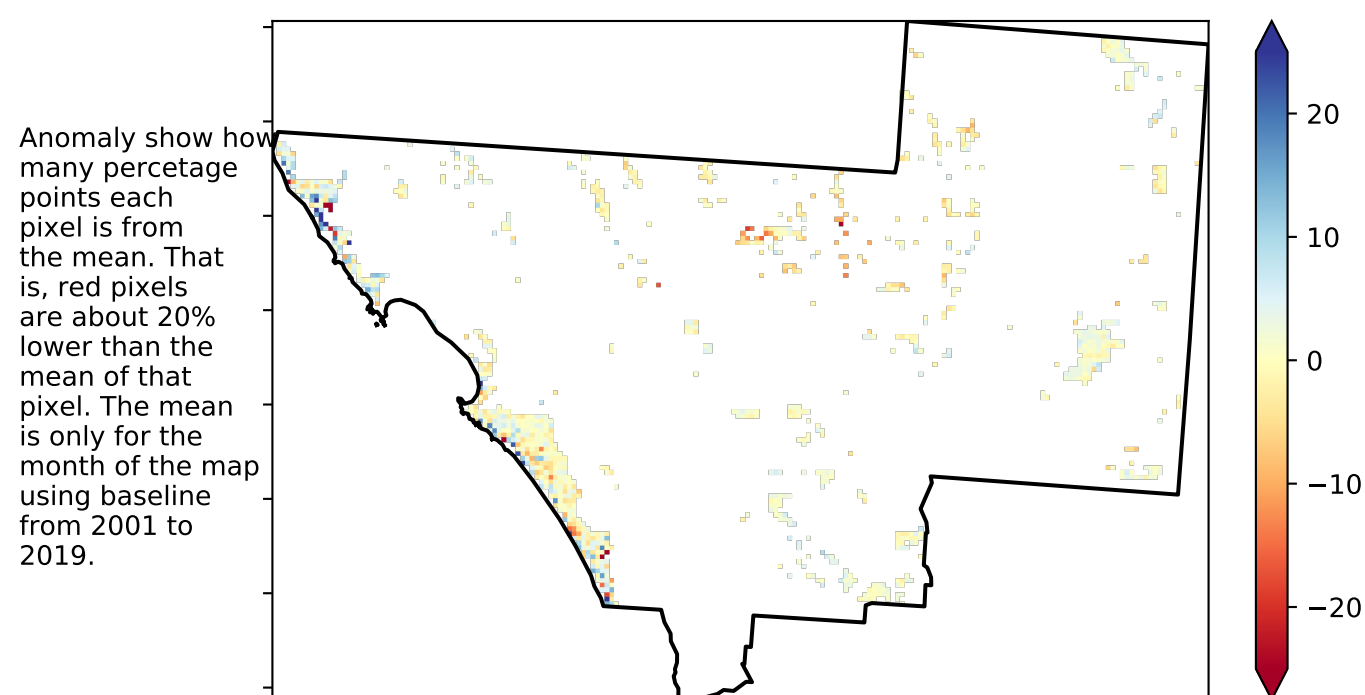 Anomaly show how
many percetage
points each
pixel is from
the mean. That
is, red pixels
are about 20%
lower than the
mean of that
pixel. The mean
is only for the
month of the map
using baseline
from 2001 to
2019.
20
10
0
−10
−20